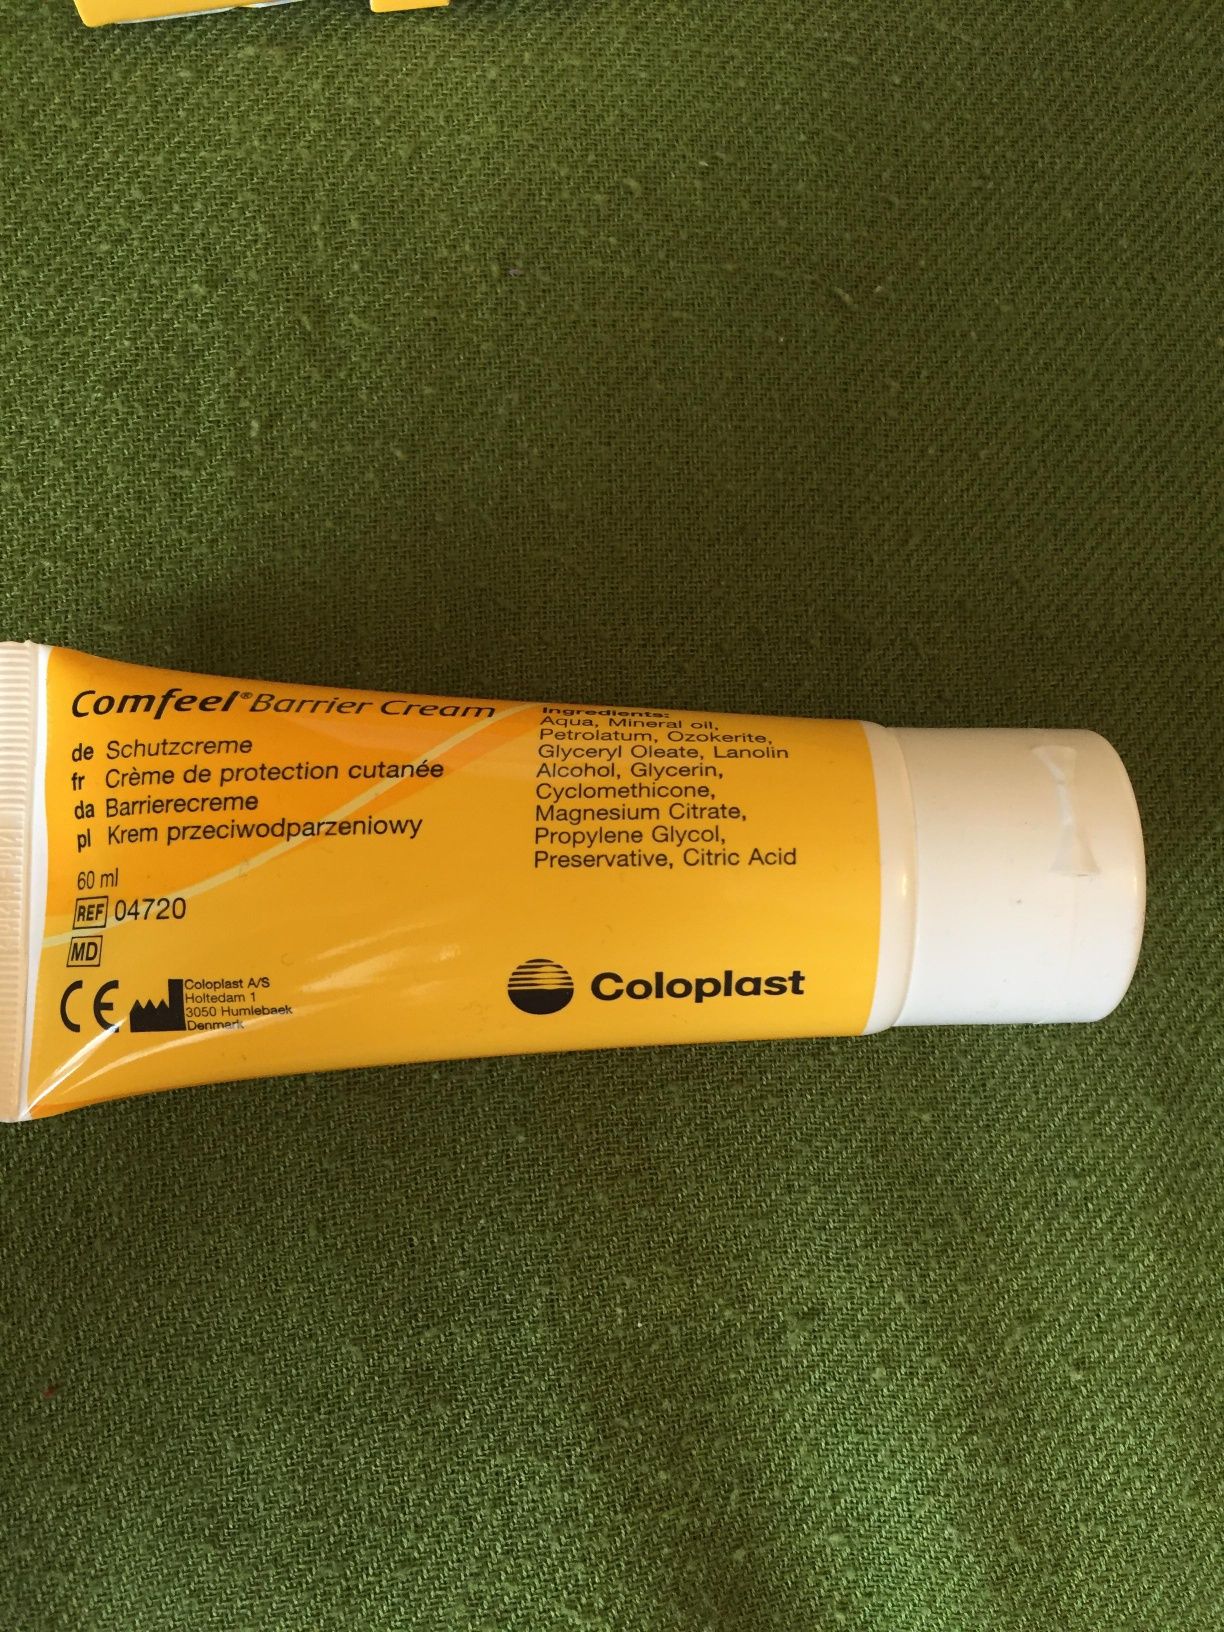 Comfeel® Barrier Cream
de Schutzcreme
fr Crème de protection cutanée
da Barrierecreme
pl Krem przeciwodparzeniowy
60 ml
REF 04720
MD
CE
Coloplast A/S
Holtedam 1
3050 Humlebaek
Denmark
Ingredients:
Aqua, Mineral oil,
Petrolatum, Ozokerite,
Glyceryl Oleate, Lanolin
Alcohol, Glycerin,
Cyclomethicone,
Magnesium Citrate,
Propylene Glycol,
Preservative, Citric Acid
Coloplast